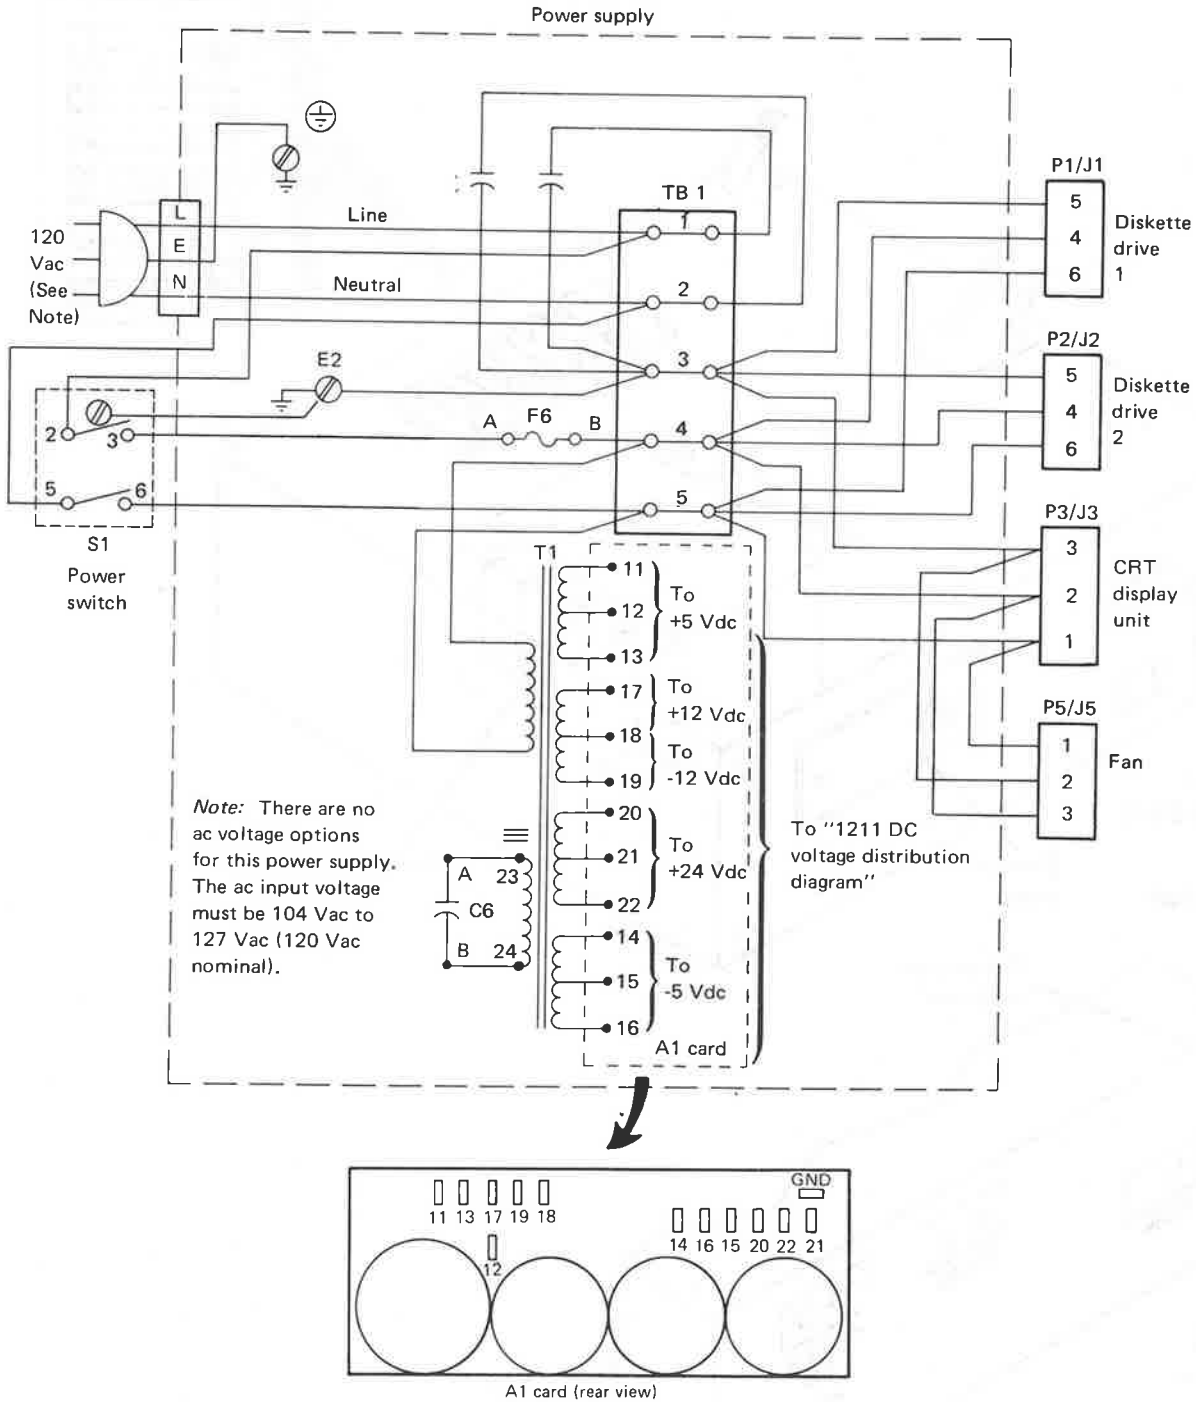 Power supply
120
Vac
(See
Note)
L
E
N
Line
Neutral
TB 1
1
2
3
4
5
E2
A
F6
B
2
3
5
6
S1
Power
switch
P1/J1
5
4
6
Diskette
drive
1
P2/J2
5
4
6
Diskette
drive
2
P3/J3
3
2
1
CRT
display
unit
P5/J5
1
2
3
Fan
T1
11
12
13
To
+5 Vdc
17
18
19
To
+12 Vdc
To
-12 Vdc
20
21
22
To
+24 Vdc
14
15
16
To
-5 Vdc
A1 card
A
23
C6
B
24
To "1211 DC
voltage distribution
diagram"
Note: There are no
ac voltage options
for this power supply.
The ac input voltage
must be 104 Vac to
127 Vac (120 Vac
nominal).
GND
11 13 17 19 18
12
14 16 15 20 22 21
A1 card (rear view)